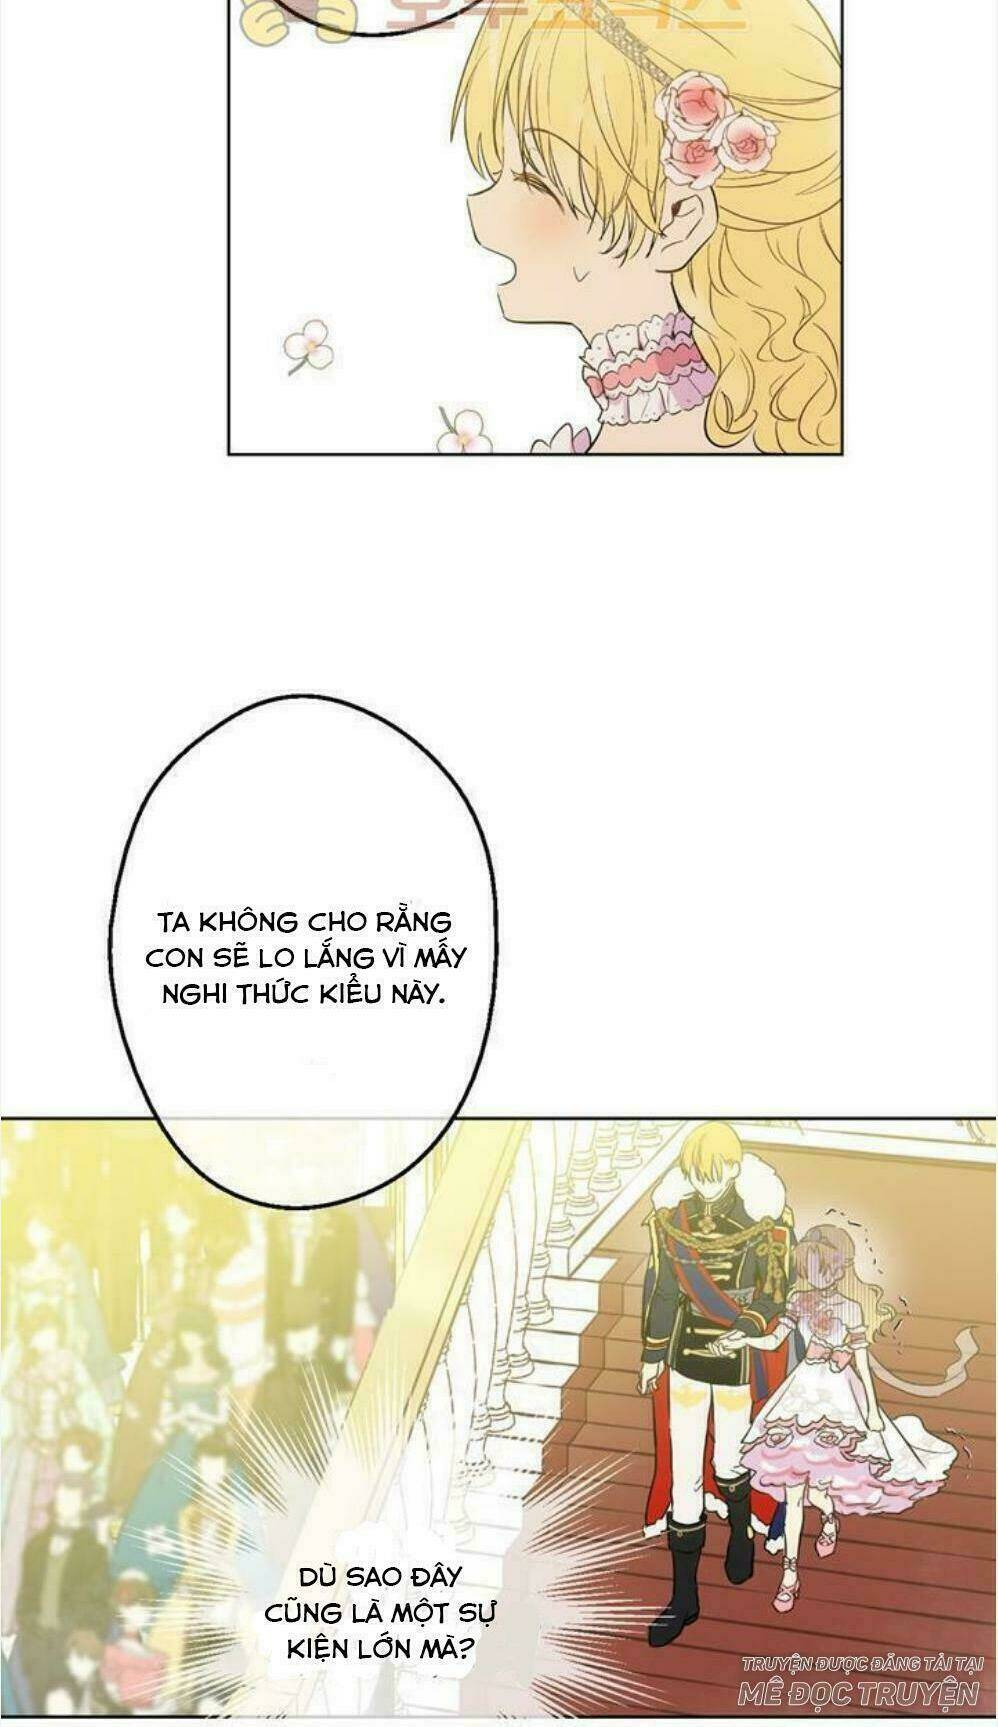 TA KHÔNG CHO RẰNG
CON SẼ LO LẮNG VÌ MẤY
NGHI THỨC KIỂU NÀY.
DÙ SAO ĐÂY
CŨNG LÀ MỘT SỰ
KIỆN LỚN MÀ?
TRUYỆN ĐƯỢC ĐĂNG TẢI TẠI
MÊ ĐỌC TRUYỆN